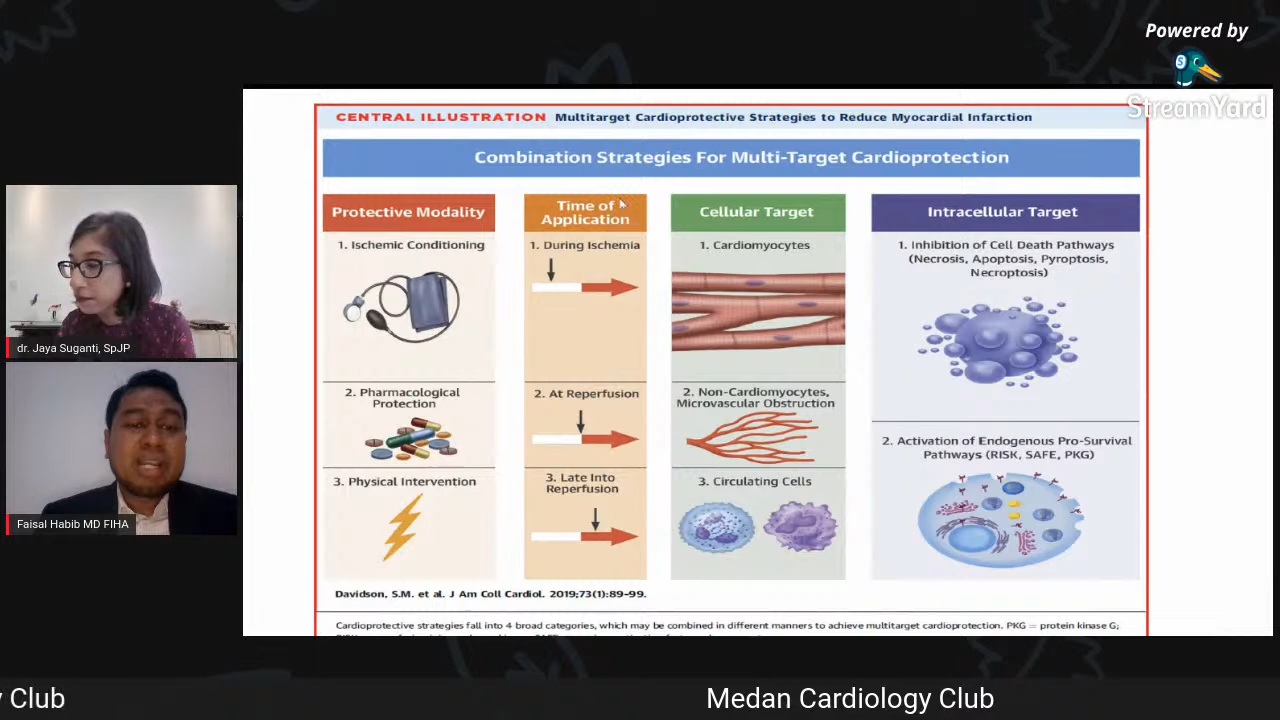 Powered by
StreamYard
CENTRAL ILLUSTRATION Multitarget Cardioprotective Strategies to Reduce Myocardial Infarction
Combination Strategies For Multi-Target Cardioprotection
Protective Modality
1. Ischemic Conditioning
2. Pharmacological
Protection
3. Physical Intervention
Time of
Application
1. During Ischemia
2. At Reperfusion
3. Late Into
Reperfusion
Cellular Target
1. Cardiomyocytes
2. Non-Cardiomyocytes,
Microvascular Obstruction
3. Circulating Cells
Intracellular Target
1. Inhibition of Cell Death Pathways
(Necrosis, Apoptosis, Pyroptosis,
Necroptosis)
2. Activation of Endogenous Pro-Survival
Pathways (RISK, SAFE, PKG)
Davidson, S.M. et al. J Am Coll Cardiol. 2019;73(1):89-99.
Cardioprotective strategies fall into 4 broad categories, which may be combined in different manners to achieve multitarget cardioprotection. PKG = protein kinase G;
dr. Jaya Suganti, SpJP
Faisal Habib MD FIHA
Club
Medan Cardiology Club